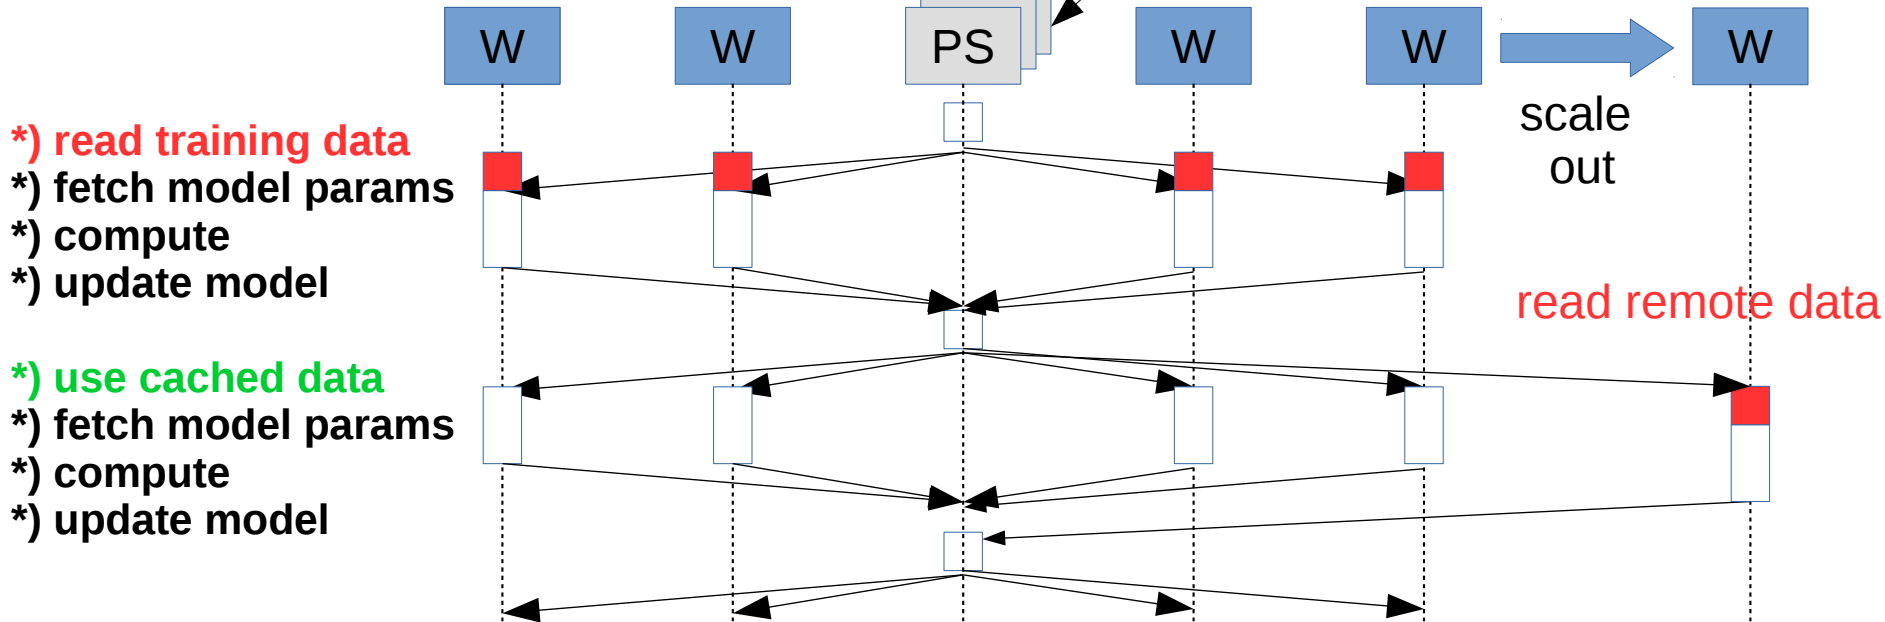 W W PS W W W
scale
out
*) read training data
*) fetch model params
*) compute
*) update model
read remote data
*) use cached data
*) fetch model params
*) compute
*) update model